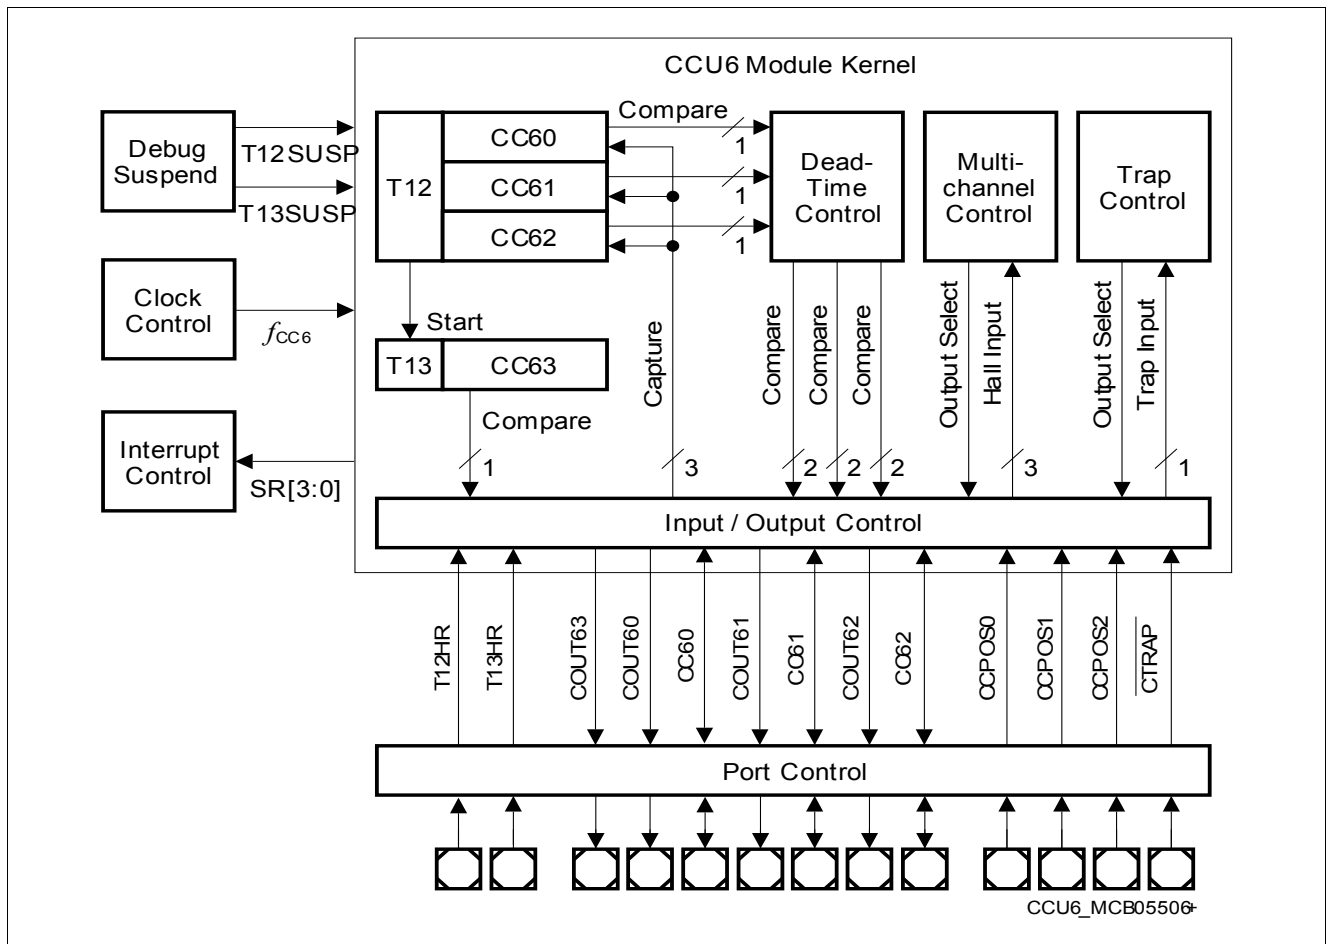 CCU6 Module Kernel
Debug
Suspend
T12SUSP
T13SUSP
Clock
Control
fCC6
Interrupt
Control
SR[3:0]
T12
CC60
CC61
CC62
Compare
1
1
1
Dead-
Time
Control
Multi-
channel
Control
Trap
Control
Start
T13
CC63
Compare
1
Capture
3
Compare
Compare
Compare
2
2
2
Output Select
Hall Input
3
Output Select
Trap Input
1
Input / Output Control
T12HR
T13HR
COUT63
COUT60
CC60
COUT61
CC61
COUT62
CC62
CCPOS0
CCPOS1
CCPOS2
CTRAP
Port Control
CCU6_MCB05506+